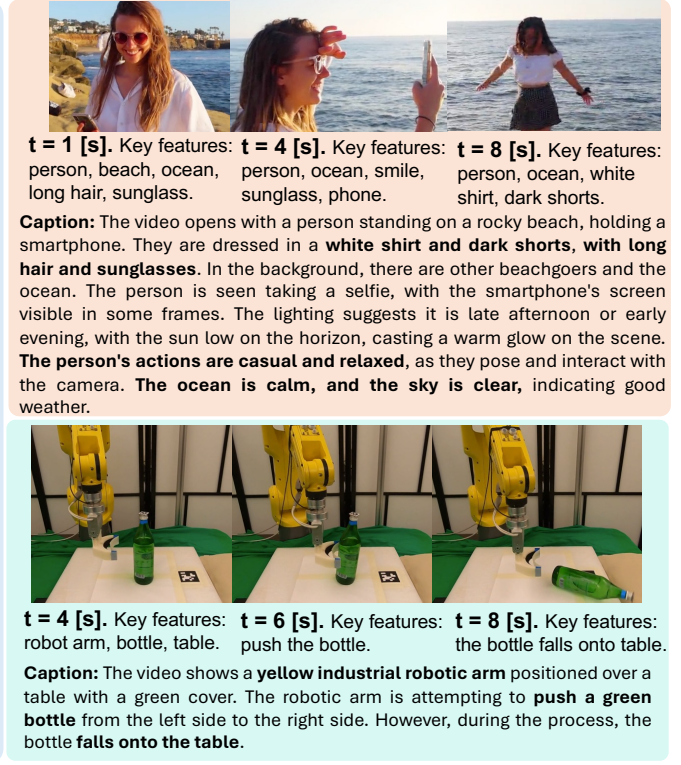 t = 1 [s]. Key features:
person, beach, ocean,
long hair, sunglass.
t = 4 [s]. Key features:
person, ocean, smile,
sunglass, phone.
t = 8 [s]. Key features:
person, ocean, white
shirt, dark shorts.
Caption: The video opens with a person standing on a rocky beach, holding a
smartphone. They are dressed in a white shirt and dark shorts, with long
hair and sunglasses. In the background, there are other beachgoers and the
ocean. The person is seen taking a selfie, with the smartphone's screen
visible in some frames. The lighting suggests it is late afternoon or early
evening, with the sun low on the horizon, casting a warm glow on the scene.
The person's actions are casual and relaxed, as they pose and interact with
the camera. The ocean is calm, and the sky is clear, indicating good
weather.
t = 4 [s]. Key features:
robot arm, bottle, table.
t = 6 [s]. Key features:
push the bottle.
t = 8 [s]. Key features:
the bottle falls onto table.
Caption: The video shows a yellow industrial robotic arm positioned over a
table with a green cover. The robotic arm is attempting to push a green
bottle from the left side to the right side. However, during the process, the
bottle falls onto the table.